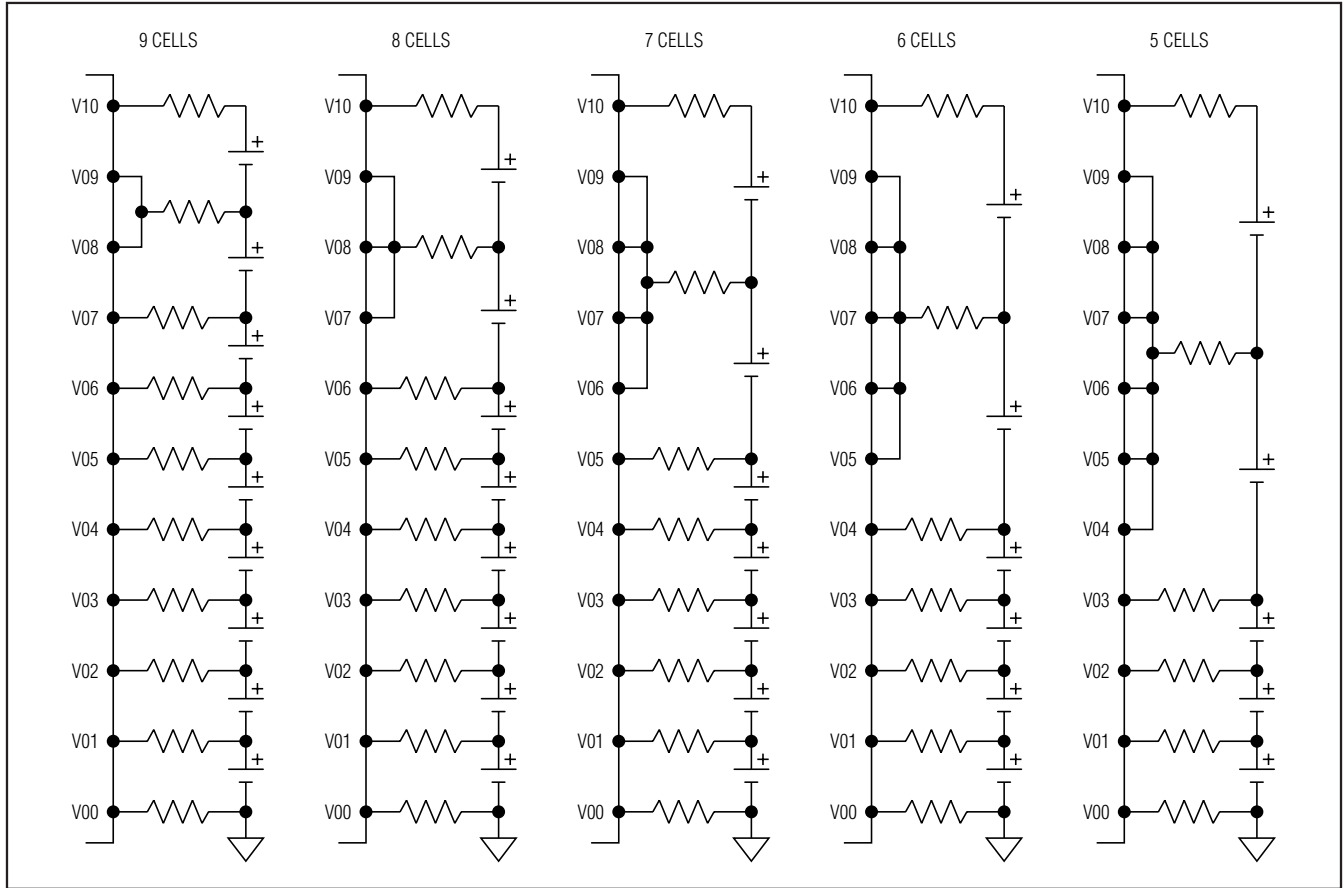 9 CELLS
V10
V09
V08
V07
V06
V05
V04
V03
V02
V01
V00
+
+
+
+
+
+
+
+
+
8 CELLS
V10
V09
V08
V07
V06
V05
V04
V03
V02
V01
V00
+
+
+
+
+
+
+
+
7 CELLS
V10
V09
V08
V07
V06
V05
V04
V03
V02
V01
V00
+
+
+
+
+
+
+
6 CELLS
V10
V09
V08
V07
V06
V05
V04
V03
V02
V01
V00
+
+
+
+
+
+
5 CELLS
V10
V09
V08
V07
V06
V05
V04
V03
V02
V01
V00
+
+
+
+
+